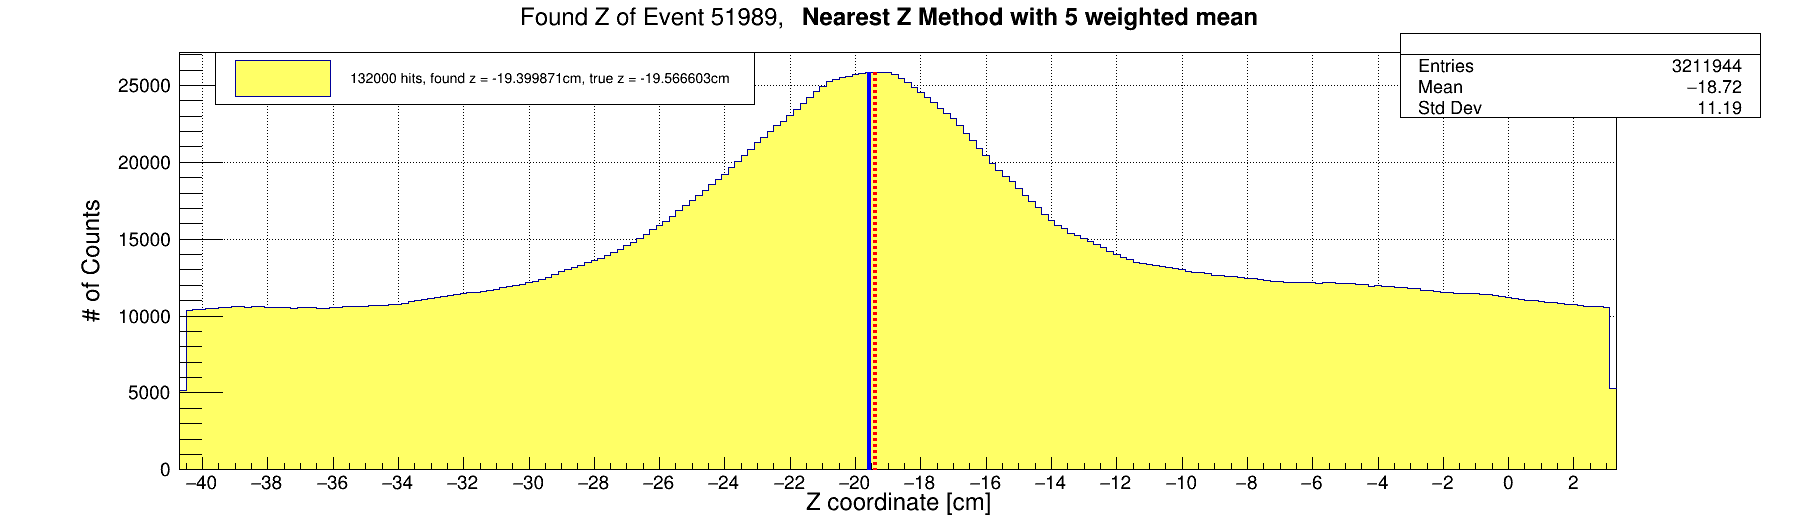 Found Z of Event 51989, Nearest Z Method with 5 weighted mean
132000 hits, found z = -19.399871cm, true z = -19.566603cm
Entries 3211944
Mean −18.72
Std Dev 11.19
# of Counts
25000
20000
15000
10000
5000
0
−40 −38 −36 −34 −32 −30 −28 −26 −24 −22 −20 −18 −16 −14 −12 −10 −8 −6 −4 −2 0 2
Z coordinate [cm]